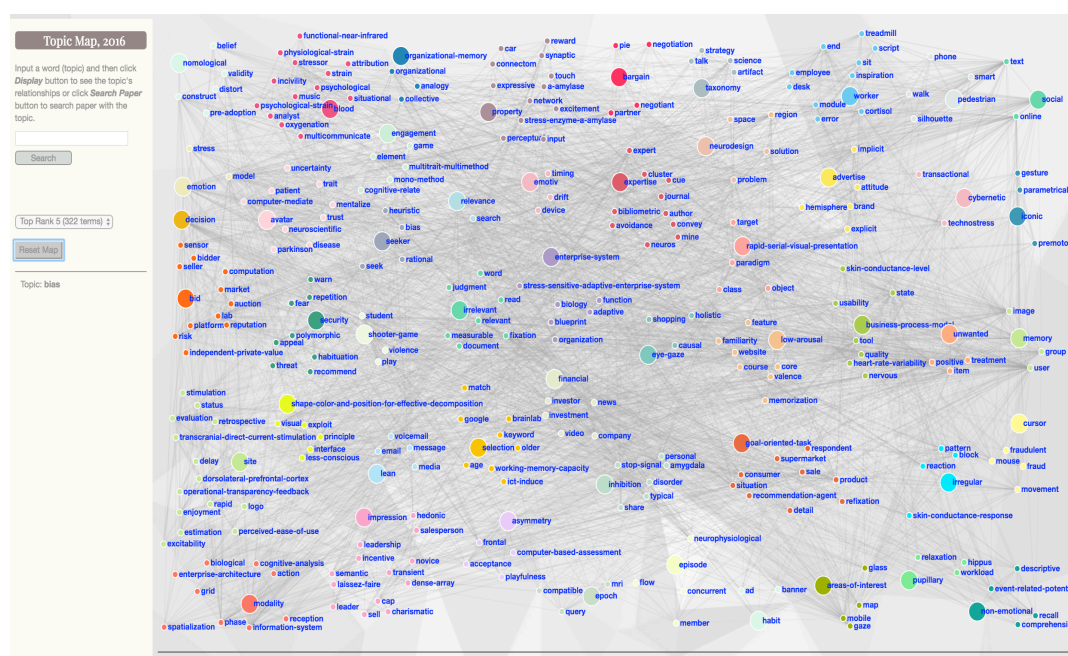 Topic Map, 2016
Input a word (topic) and then click
Display button to see the topic's
relationships or click Search Paper
button to search paper with the
topic.
Search
Top Rank 5 (322 terms)
Reset Map
Topic: bias
functional-near-infrared
belief
nomological
physiological-strain
stressor
attribution
organizational-memory
validity
strain
organizational
distort
incivility
psychological
analogy
construct
music
situational
collective
pre-adoption
psychological-strain
blood
analyst
oxygenation
multicommunicate
engagement
game
stress
element
multitrait-multimethod
car
reward
connectom
synaptic
touch
expressive
a-amylase
network
property
excitement
stress-enzyme-a-amylase
input
pie
negotiation
bargain
negotiant
partner
strategy
talk
science
artifact
taxonomy
space
region
neurodesign
solution
expert
treadmill
end
script
sit
employee
inspiration
desk
worker
module
cortisol
error
phone
text
smart
walk
pedestrian
social
silhouette
online
implicit
emotion
model
uncertainty
trait
mono-method
patient
cognitive-relate
computer-mediate
mentalize
decision
avatar
trust
heuristic
neuroscientific
bias
relevance
search
timing
emotiv
drift
device
cluster
expertise
cue
journal
bibliometric
author
avoidance
convey
mine
neuros
problem
target
advertise
attitude
hemisphere
brand
explicit
transactional
gesture
parametrical
cybernetic
technostress
iconic
sensor
disease
seeker
parkinson
bidder
rational
seller
seek
computation
enterprise-system
rapid-serial-visual-presentation
paradigm
skin-conductance-level
word
warn
judgment
stress-sensitive-adaptive-enterprise-system
market
repetition
bid
auction
fear
read
biology
function
class
object
state
usability
lab
student
irrelevant
adaptive
image
platform
reputation
security
relevant
blueprint
shopping
holistic
feature
business-process-model
unwanted
risk
polymorphic
shooter-game
measurable
fixation
organization
familiarity
low-arousal
tool
memory
appeal
document
causal
independent-private-value
habituation
violence
eye-gaze
website
quality
group
threat
play
course
core
heart-rate-variability
positive
treatment
user
recommend
valence
nervous
item
financial
match
stimulation
memorization
status
shape-color-and-position-for-effective-decomposition
investor
news
evaluation
retrospective
visual
exploit
google
brainlab
investment
cursor
transcranial-direct-current-stimulation
principle
voicemail
keyword
video
company
goal-oriented-task
respondent
pattern
fraudulent
interface
email
message
selection
older
block
delay
site
less-conscious
media
age
working-memory-capacity
stop-signal
personal
amygdala
supermarket
reaction
mouse
fraud
dorsolateral-prefrontal-cortex
lean
ict-induce
inhibition
disorder
consumer
sale
product
irregular
operational-transparency-feedback
typical
situation
movement
rapid
logo
share
recommendation-agent
refixation
enjoyment
impression
hedonic
asymmetry
detail
skin-conductance-response
estimation
perceived-ease-of-use
salesperson
excitability
leadership
frontal
neurophysiological
biological
cognitive-analysis
incentive
novice
computer-based-assessment
acceptance
episode
relaxation
hippus
enterprise-architecture
action
semantic
transient
playfulness
glass
workload
descriptive
grid
laissez-faire
dense-array
compatible
mri
flow
concurrent
ad
banner
areas-of-interest
pupillary
event-related-potent
modality
leader
cap
epoch
map
non-emotional
recall
phase
reception
sell
charismatic
query
member
habit
mobile
comprehensi
spatialization
information-system
gaze